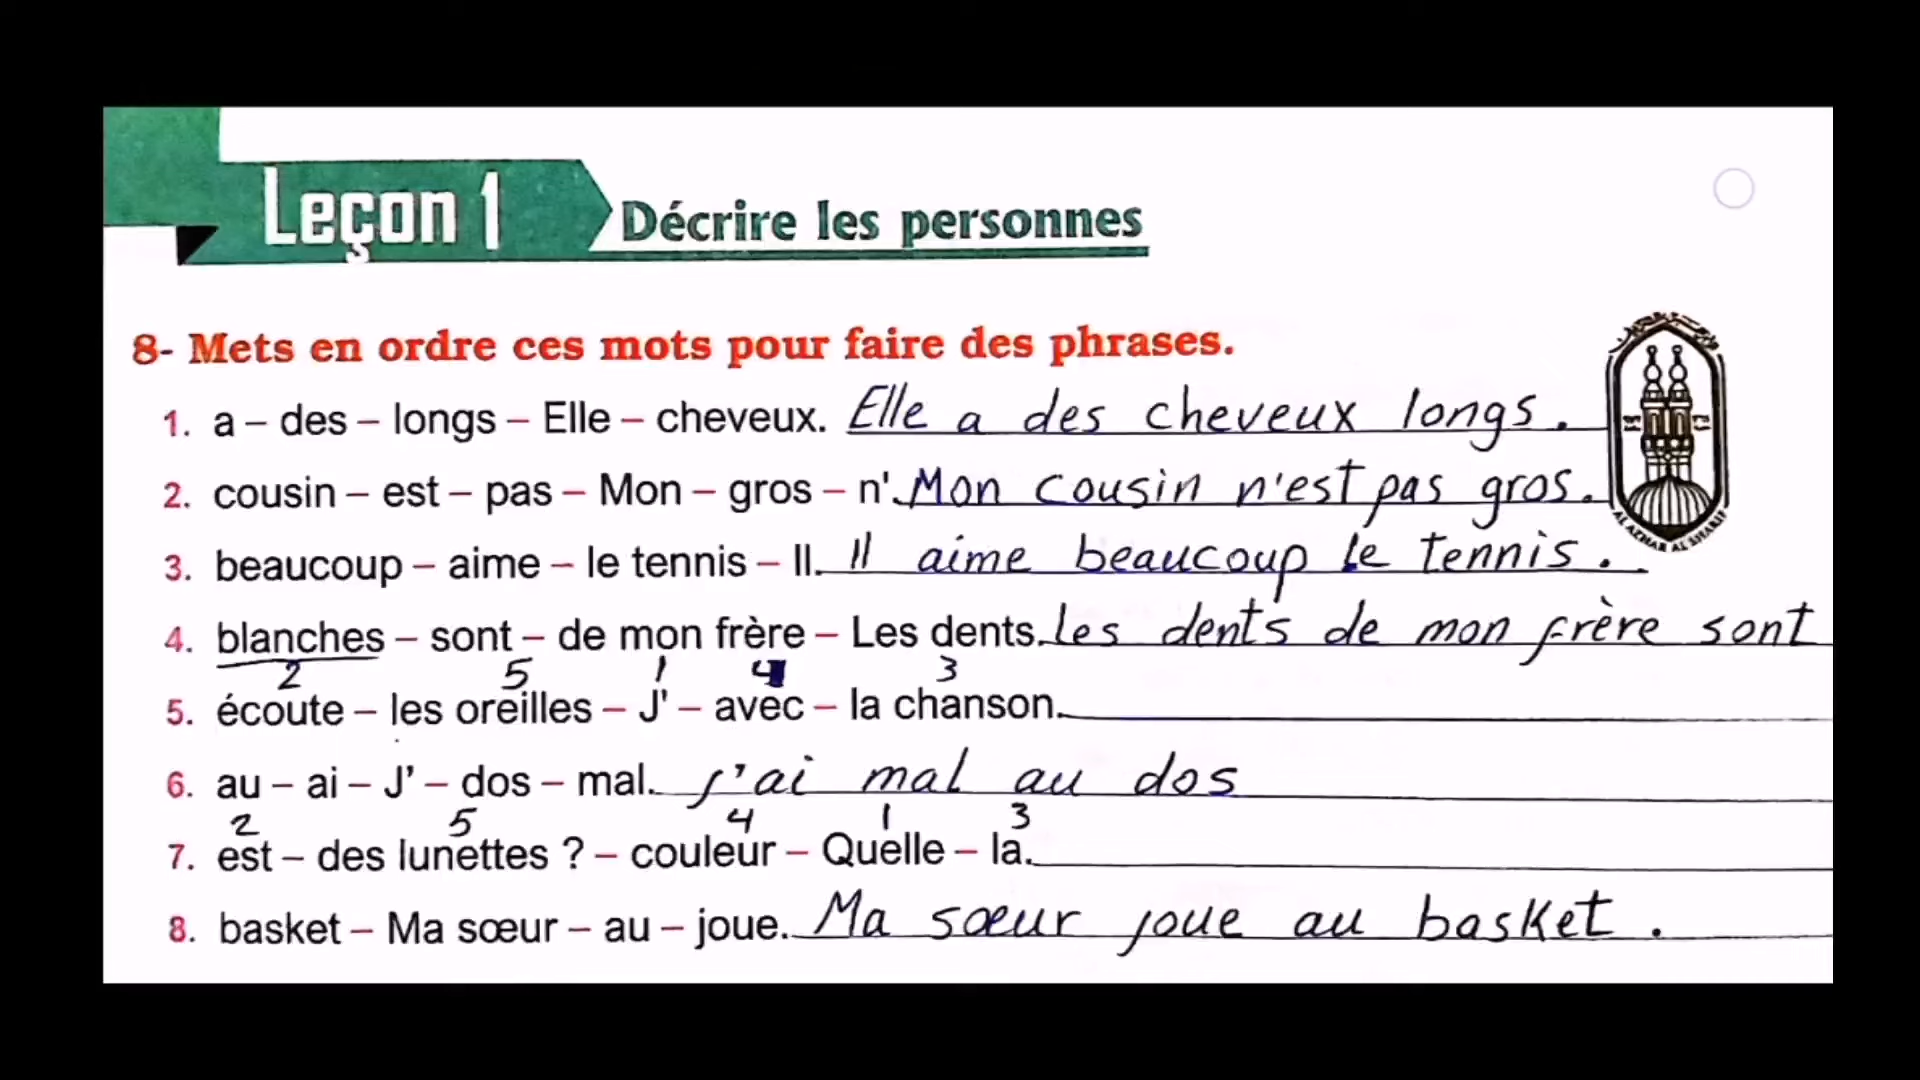 Leçon 1 Décrire les personnes
8- Mets en ordre ces mots pour faire des phrases.
1. a – des – longs – Elle – cheveux. Elle a des cheveux longs.
2. cousin – est – pas – Mon – gros – n'. Mon cousin n'est pas gros.
3. beaucoup – aime – le tennis – Il. Il aime beaucoup le tennis.
4. blanches – sont – de mon frère – Les dents. Les dents de mon frère sont
2 5 1 4 3
5. écoute – les oreilles – J' – avec – la chanson.
6. au – ai – J' – dos – mal. J'ai mal au dos
2 5 4 1 3
7. est – des lunettes ? – couleur – Quelle – la.
8. basket – Ma sœur – au – joue. Ma sœur joue au basket.
AL AZHAR AL SHARIF